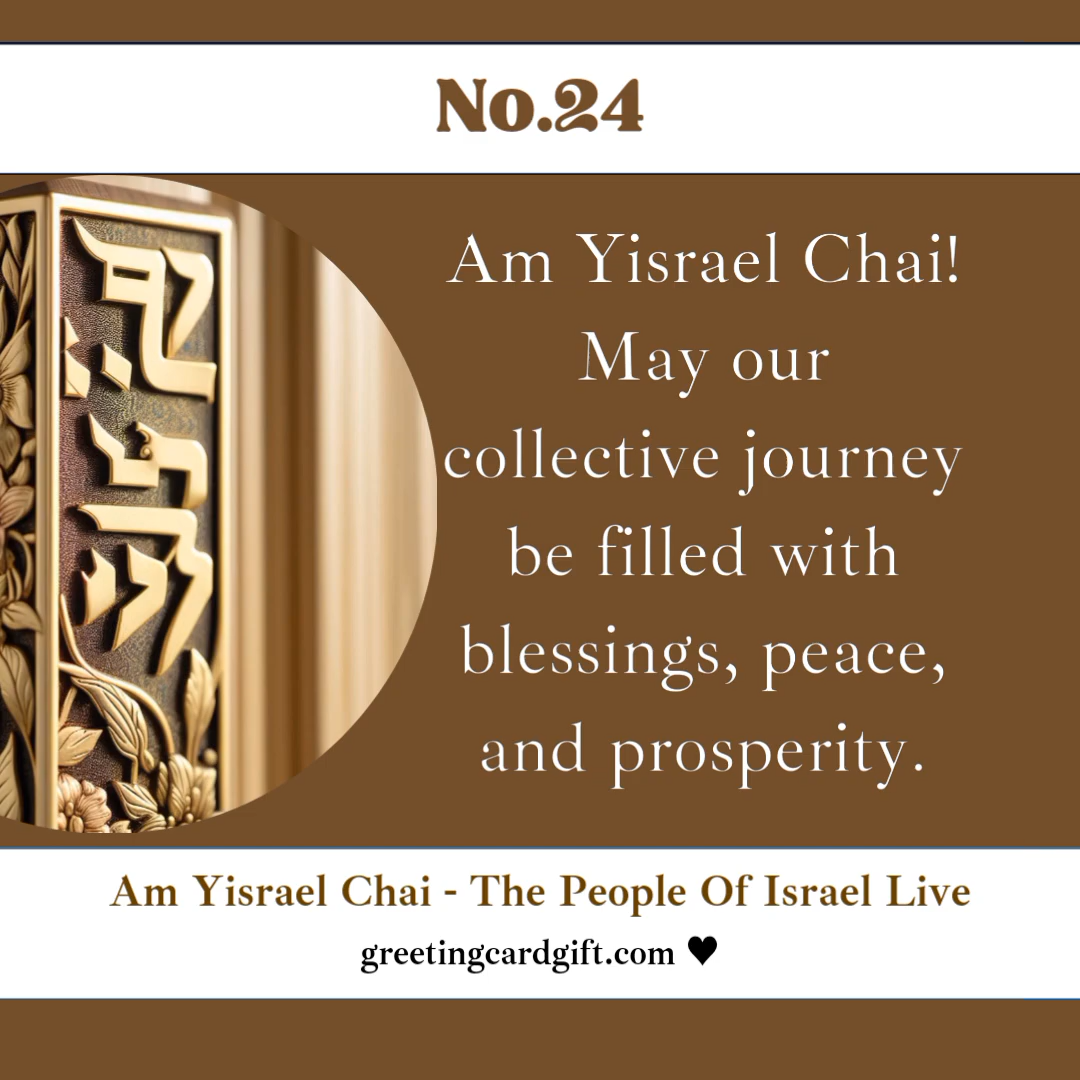 No.24
Am Yisrael Chai!
May our
collective journey
be filled with
blessings, peace,
and prosperity.
Am Yisrael Chai - The People Of Israel Live
greetingcardgift.com ♥